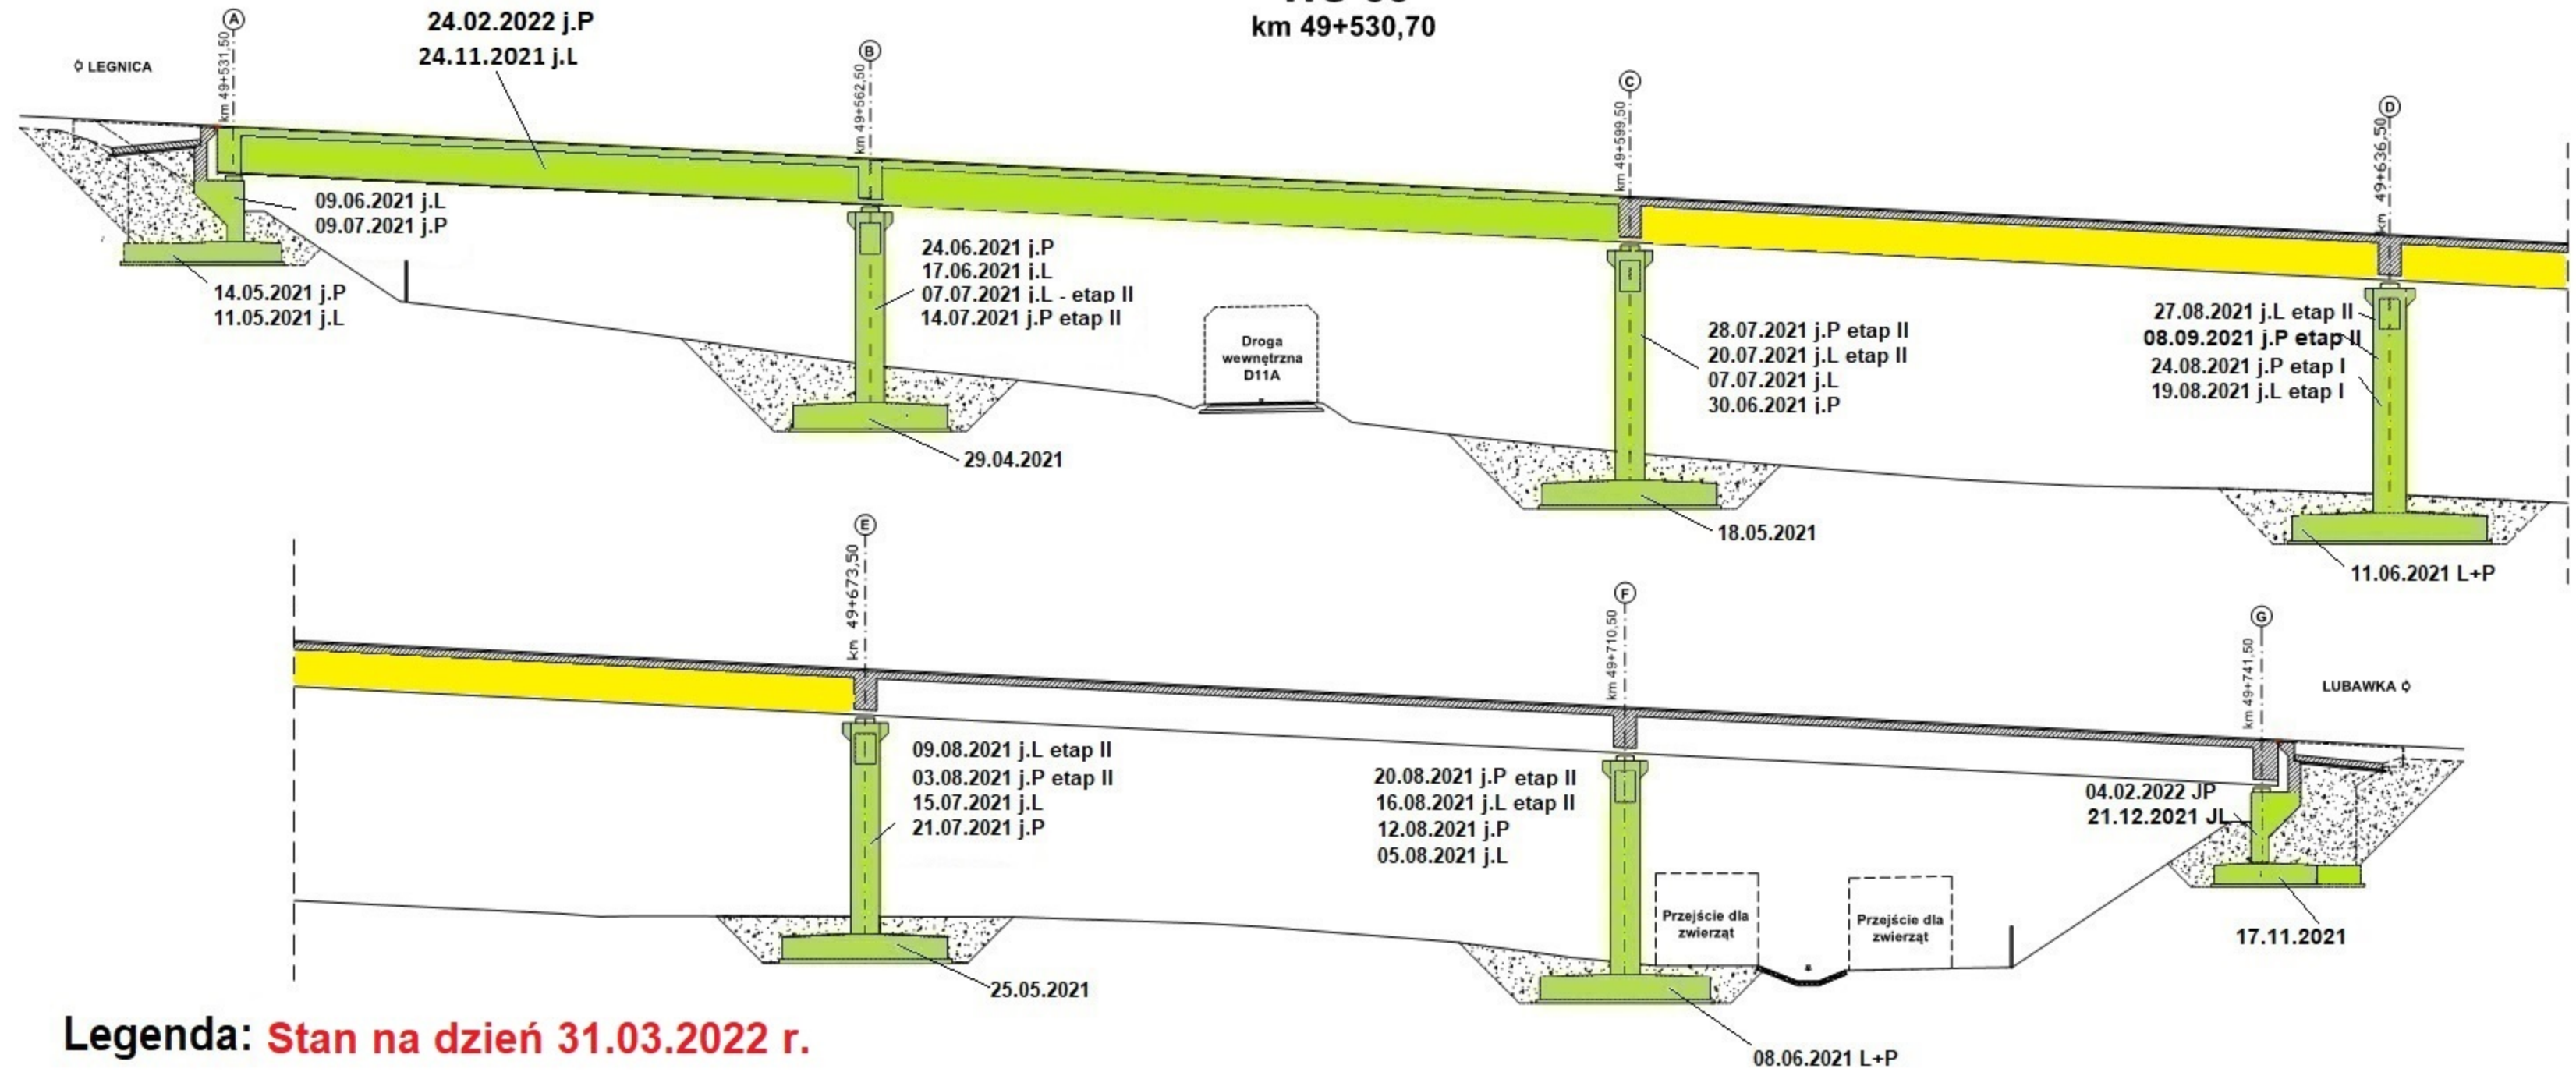 km 49+530,70
A
B
C
D
km 49+531,50
km 49+562,50
km 49+599,50
km 49+636,50
LEGNICA
24.02.2022 j.P
24.11.2021 j.L
09.06.2021 j.L
09.07.2021 j.P
14.05.2021 j.P
11.05.2021 j.L
24.06.2021 j.P
17.06.2021 j.L
07.07.2021 j.L - etap II
14.07.2021 j.P etap II
29.04.2021
Droga
wewnętrzna
D11A
28.07.2021 j.P etap II
20.07.2021 j.L etap II
07.07.2021 j.L
30.06.2021 j.P
18.05.2021
27.08.2021 j.L etap II
08.09.2021 j.P etap II
24.08.2021 j.P etap I
19.08.2021 j.L etap I
11.06.2021 L+P
E
F
G
km 49+673,50
km 49+710,50
km 49+741,50
LUBAWKA
09.08.2021 j.L etap II
03.08.2021 j.P etap II
15.07.2021 j.L
21.07.2021 j.P
25.05.2021
20.08.2021 j.P etap II
16.08.2021 j.L etap II
12.08.2021 j.P
05.08.2021 j.L
08.06.2021 L+P
Przejście dla
zwierząt
Przejście dla
zwierząt
04.02.2022 JP
21.12.2021 JL
17.11.2021
Legenda: Stan na dzień 31.03.2022 r.